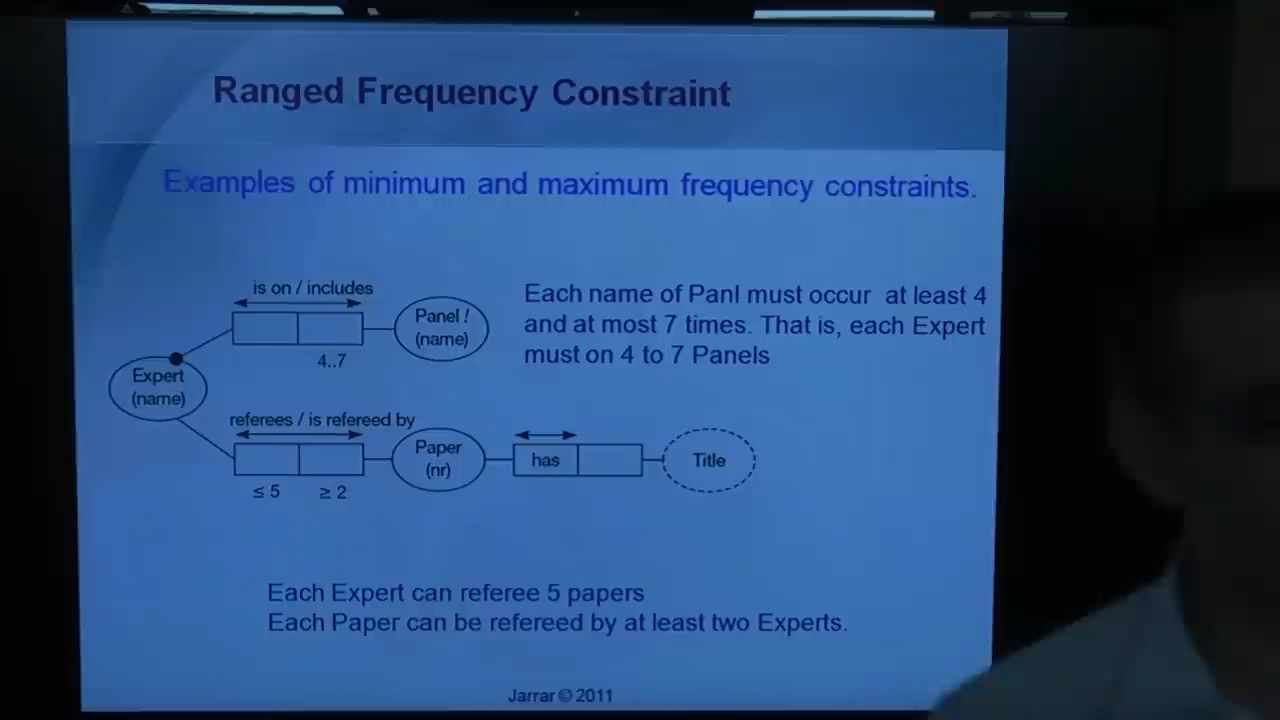 Ranged Frequency Constraint
Examples of minimum and maximum frequency constraints.
is on / includes
Panel !
(name)
4..7
Each name of Panl must occur at least 4
and at most 7 times. That is, each Expert
must on 4 to 7 Panels
Expert
(name)
referees / is refereed by
Paper
(nr)
has
Title
≤ 5
≥ 2
Each Expert can referee 5 papers
Each Paper can be refereed by at least two Experts.
Jarrar © 2011